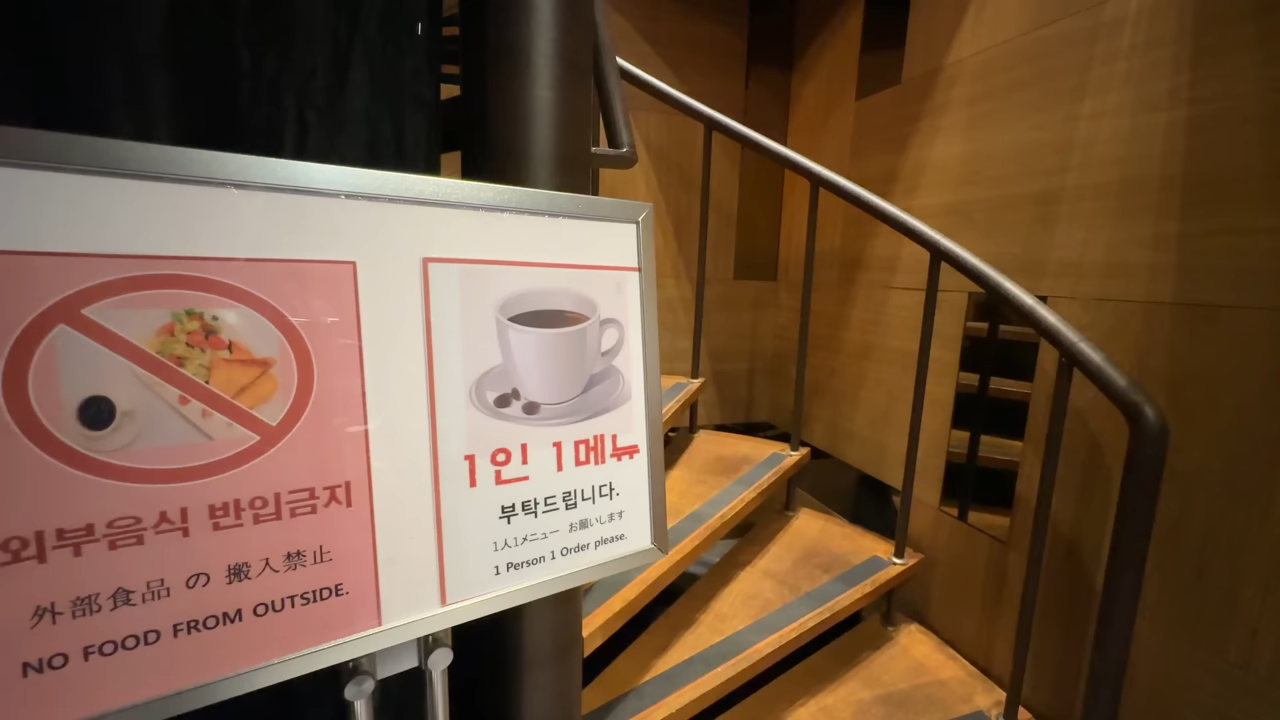 외부음식 반입금지
外部食品 の 搬入禁止
NO FOOD FROM OUTSIDE.
1인 1메뉴
부탁드립니다.
1人1メニュー お願いします
1 Person 1 Order please.